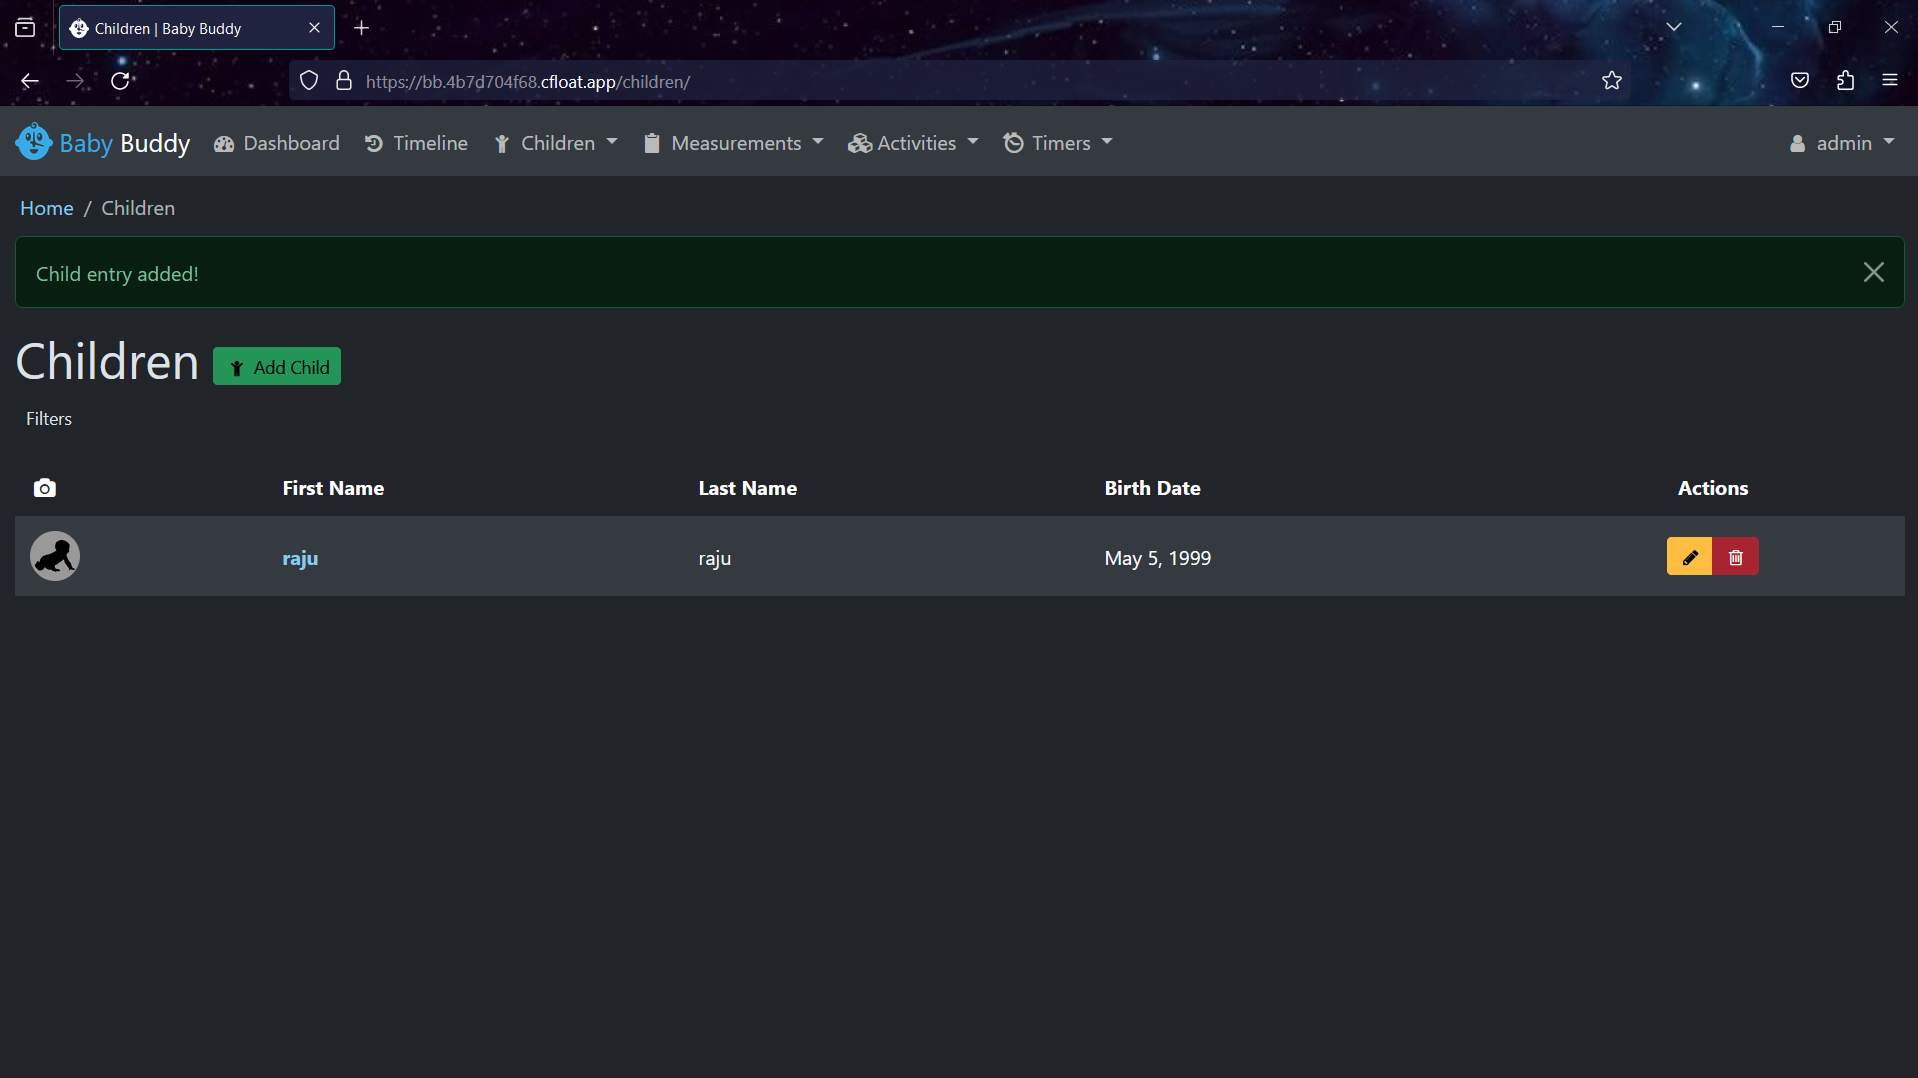 Children | Baby Buddy
https://bb.4b7d704f68.cfloat.app/children/
Baby Buddy Dashboard Timeline Children Measurements Activities Timers admin
Home / Children
Child entry added!
Children Add Child
Filters
First Name Last Name Birth Date Actions
raju raju May 5, 1999